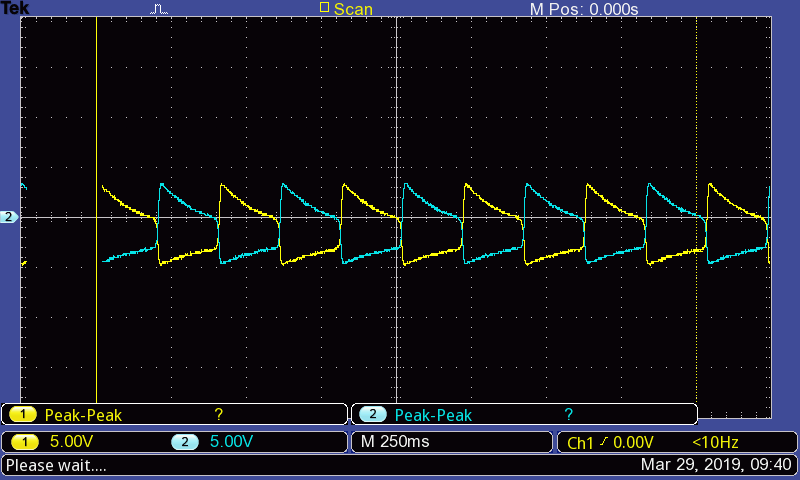 Tek Scan M Pos: 0.000s
2
1 Peak-Peak ? 2 Peak-Peak ?
1 5.00V 2 5.00V M 250ms Ch1 0.00V <10Hz
Please wait.... Mar 29, 2019, 09:40